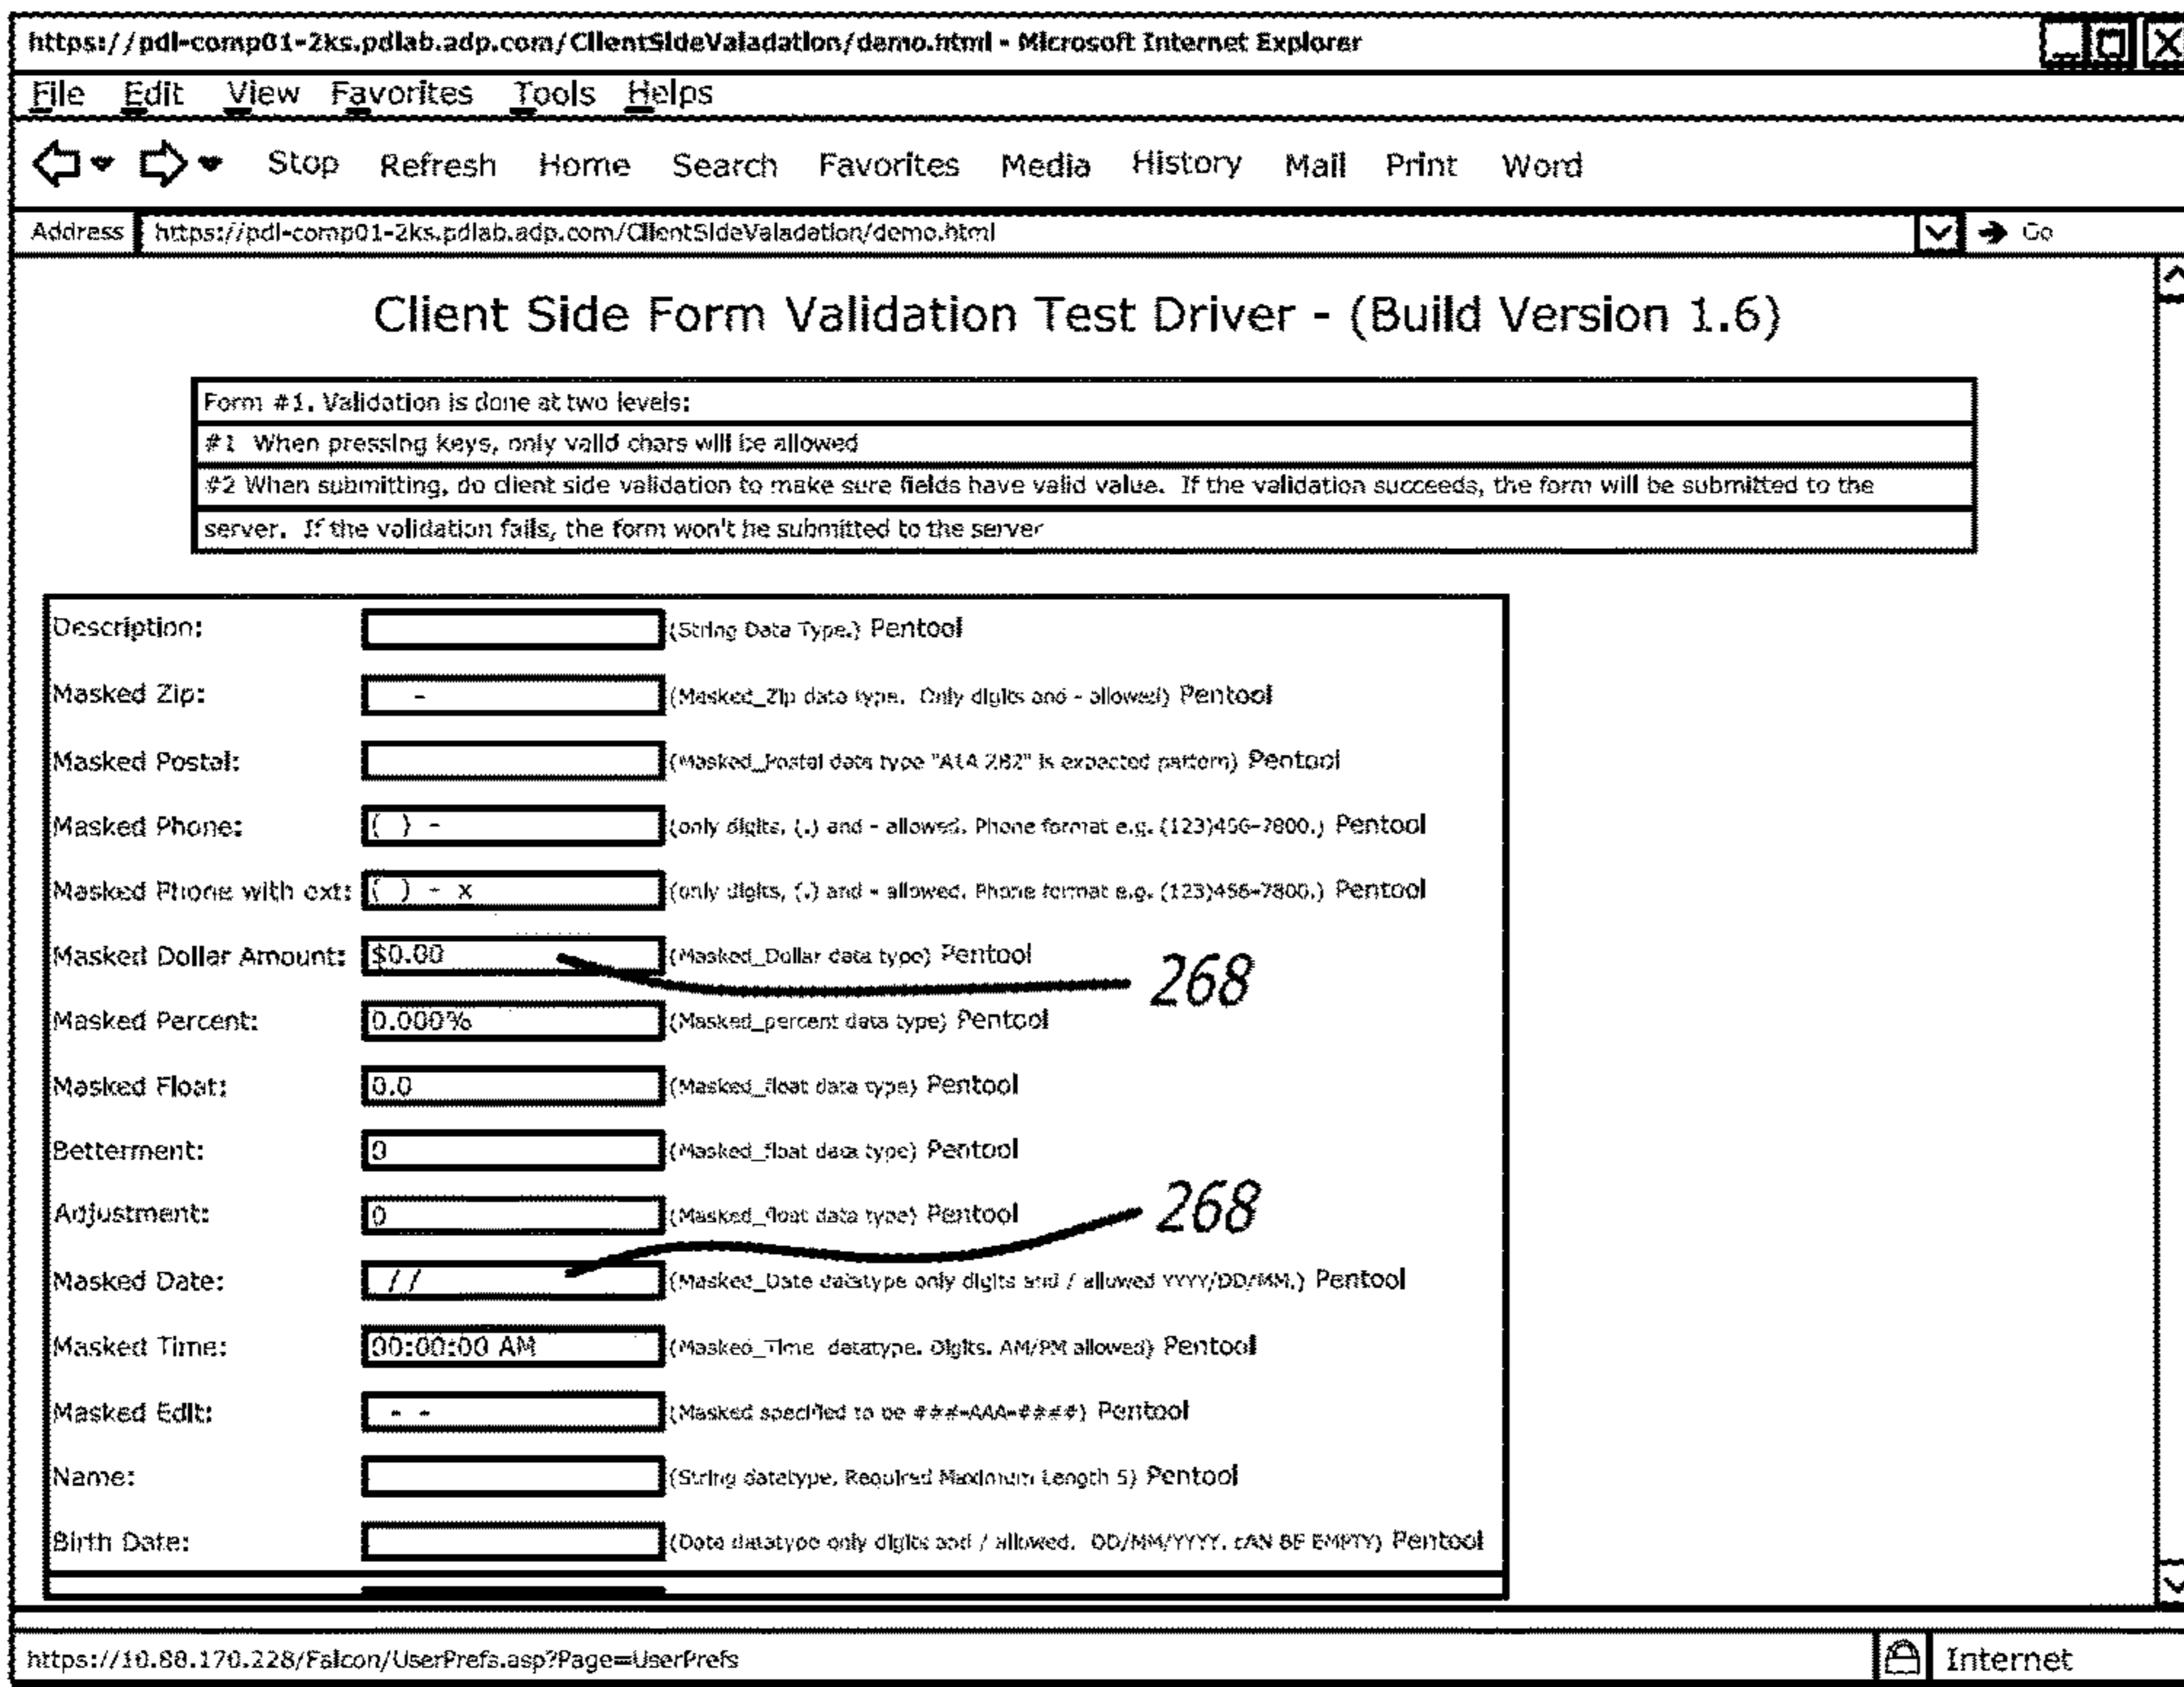 https://pdl-comp01-2ks.pdlab.adp.com/ClientSideValadation/demo.html - Microsoft Internet Explorer
File Edit View Favorites Tools Helps
Stop Refresh Home Search Favorites Media History Mail Print Word
Address https://pdl-comp01-2ks.pdlab.adp.com/ClientSideValadation/demo.html Go
Client Side Form Validation Test Driver - (Build Version 1.6)
Form #1. Validation is done at two levels:
#1 When pressing keys, only valid chars will be allowed
#2 When submitting, do client side validation to make sure fields have valid value. If the validation succeeds, the form will be submitted to the
server. If the validation fails, the form won't be submitted to the server
Description: (String Data Type.) Pentool
Masked Zip: - (Masked_Zip data type. Only digits and - allowed) Pentool
Masked Postal: (Masked_Postal data type "A1A 2B2" is expected pattern) Pentool
Masked Phone: ( ) - (only digits, (.) and - allowed. Phone format e.g. (123)456-7800.) Pentool
Masked Phone with ext: ( ) - x (only digits, (.) and - allowed. Phone format e.g. (123)456-7800.) Pentool
Masked Dollar Amount: $0.00 (Masked_Dollar data type) Pentool
268
Masked Percent: 0.000% (Masked_percent data type) Pentool
Masked Float: 0.0 (Masked_float data type) Pentool
Betterment: 0 (Masked_float data type) Pentool
Adjustment: 0 (Masked_float data type) Pentool
268
Masked Date: / / (Masked_Date datatype only digits and / allowed YYYY/DD/MM.) Pentool
Masked Time: 00:00:00 AM (Masked_Time datatype. Digits. AM/PM allowed) Pentool
Masked Edit: - - (Masked specified to be ###-AAA-####) Pentool
Name: (String datatype, Required Maximum Length 5) Pentool
Birth Date: (Date datatype only digits and / allowed. DD/MM/YYYY. cAN BE EMPTY) Pentool
https://10.88.170.228/Falcon/UserPrefs.asp?Page=UserPrefs Internet